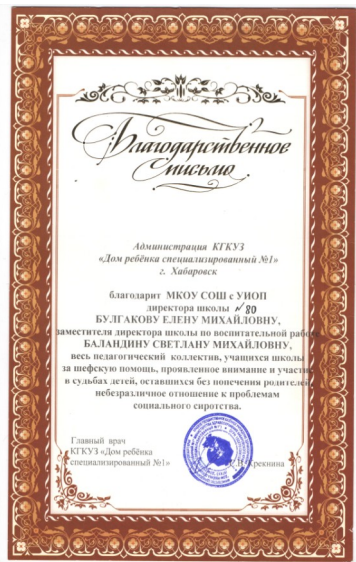 Благодарственное
письмо
Администрация КГКУЗ
«Дом ребёнка специализированный №1»
г. Хабаровск
благодарит МКОУ СОШ с УИОП
директора школы №80
БУЛГАКОВУ ЕЛЕНУ МИХАЙЛОВНУ,
заместителя директора школы по воспитательной работе
БАЛАНДИНУ СВЕТЛАНУ МИХАЙЛОВНУ,
весь педагогический коллектив, учащихся школы
за шефскую помощь, проявленное внимание и участие
в судьбах детей, оставшихся без попечения родителей,
небезразличное отношение к проблемам
социального сиротства.
Главный врач
КГКУЗ «Дом ребёнка
специализированный №1»